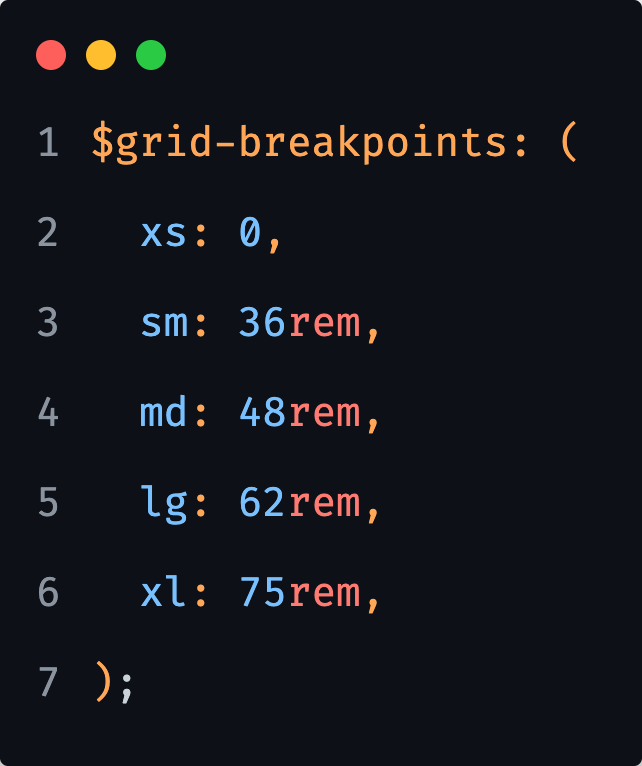 1 $grid-breakpoints: (
2   xs: 0,
3   sm: 36rem,
4   md: 48rem,
5   lg: 62rem,
6   xl: 75rem,
7 );